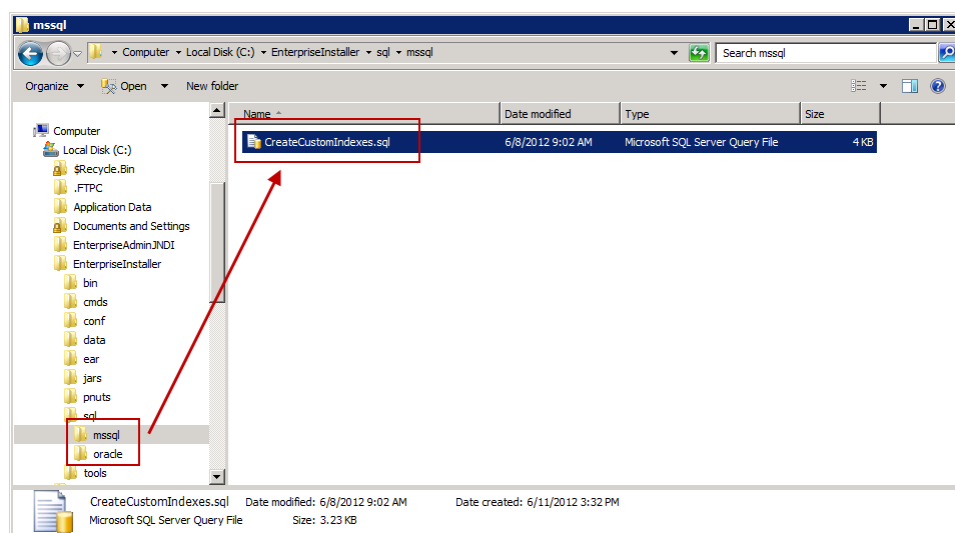 mssql
Computer Local Disk (C:) EnterpriseInstaller sql mssql
Search mssql
Organize Open New folder
Name Date modified Type Size
CreateCustomIndexes.sql 6/8/2012 9:02 AM Microsoft SQL Server Query File 4 KB
Computer
Local Disk (C:)
$Recycle.Bin
.FTPC
Application Data
Documents and Settings
EnterpriseAdminJNDI
EnterpriseInstaller
bin
cmds
conf
data
ear
jars
pnuts
sql
mssql
oracle
tools
CreateCustomIndexes.sql Date modified: 6/8/2012 9:02 AM Date created: 6/11/2012 3:32 PM
Microsoft SQL Server Query File Size: 3.23 KB